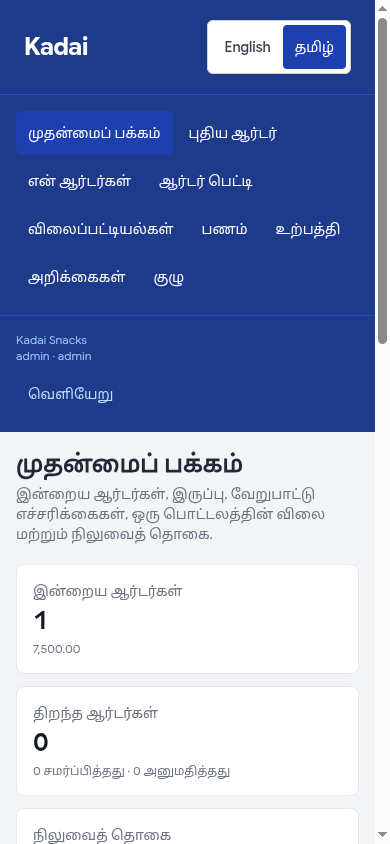 Kadai
English தமிழ்
முதன்மைப் பக்கம் புதிய ஆர்டர்
என் ஆர்டர்கள் ஆர்டர் பெட்டி
விலைப்பட்டியல்கள் பணம் உற்பத்தி
அறிக்கைகள் குழு
Kadai Snacks
admin · admin
வெளியேறு
முதன்மைப் பக்கம்
இன்றைய ஆர்டர்கள், இருப்பு, வேறுபாட்டு
எச்சரிக்கைகள், ஒரு பொட்டலத்தின் விலை
மற்றும் நிலுவைத் தொகை.
இன்றைய ஆர்டர்கள்
1
7,500.00
திறந்த ஆர்டர்கள்
0
0 சமர்ப்பித்தது · 0 அனுமதித்தது
நிலுவைத் தொகை